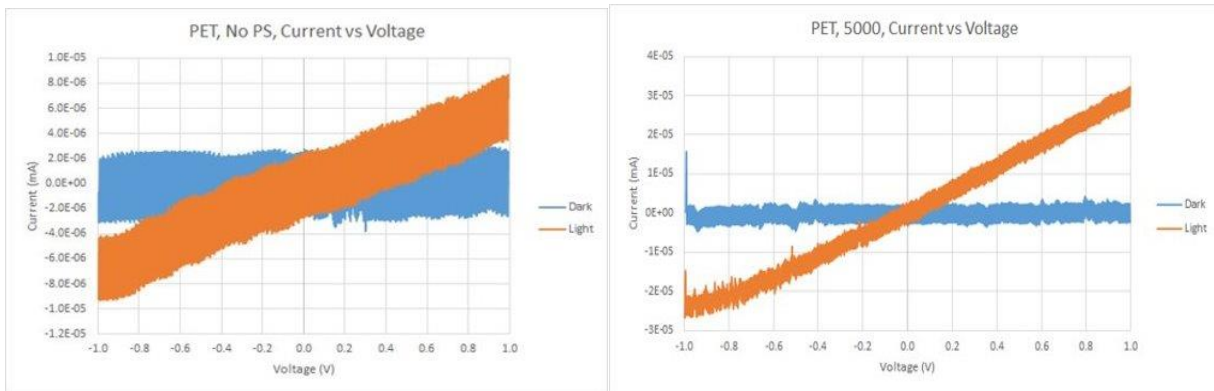 PET, No PS, Current vs Voltage
1.0E-05
8.0E-06
6.0E-06
4.0E-06
2.0E-06
0.0E+00
-2.0E-06
-4.0E-06
-6.0E-06
-8.0E-06
-1.0E-05
-1.2E-05
Current (mA)
-1.0 -0.8 -0.6 -0.4 -0.2 0.0 0.2 0.4 0.6 0.8 1.0
Voltage (V)
Dark
Light
PET, 5000, Current vs Voltage
4E-05
3E-05
2E-05
1E-05
0E+00
-1E-05
-2E-05
-3E-05
Current (mA)
-1.0 -0.8 -0.6 -0.4 -0.2 0.0 0.2 0.4 0.6 0.8 1.0
Voltage (V)
Dark
Light